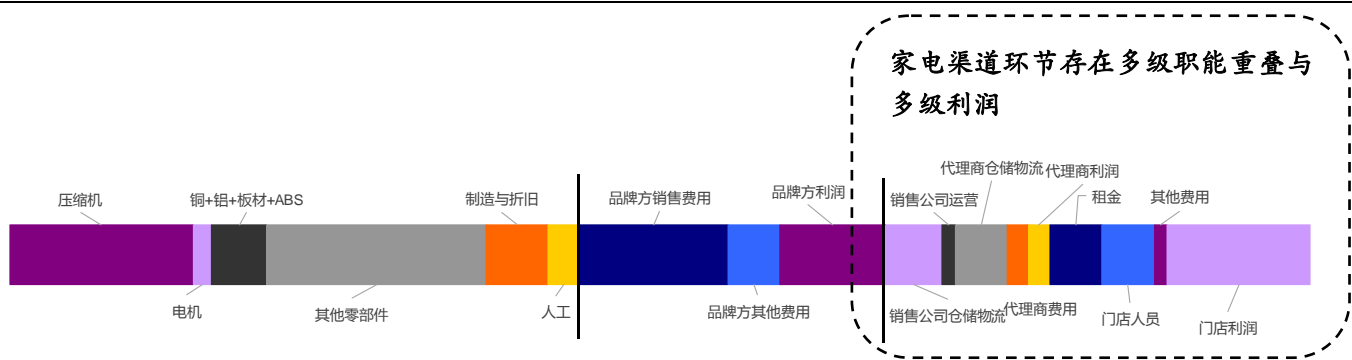 家电渠道环节存在多级职能重叠与
多级利润
代理商仓储物流
代理商利润
压缩机
铜+铝+板材+ABS
制造与折旧
品牌方销售费用
品牌方利润
销售公司运营
租金
其他费用
电机
其他零部件
人工
品牌方其他费用
销售公司仓储物流
代理商费用
门店人员
门店利润